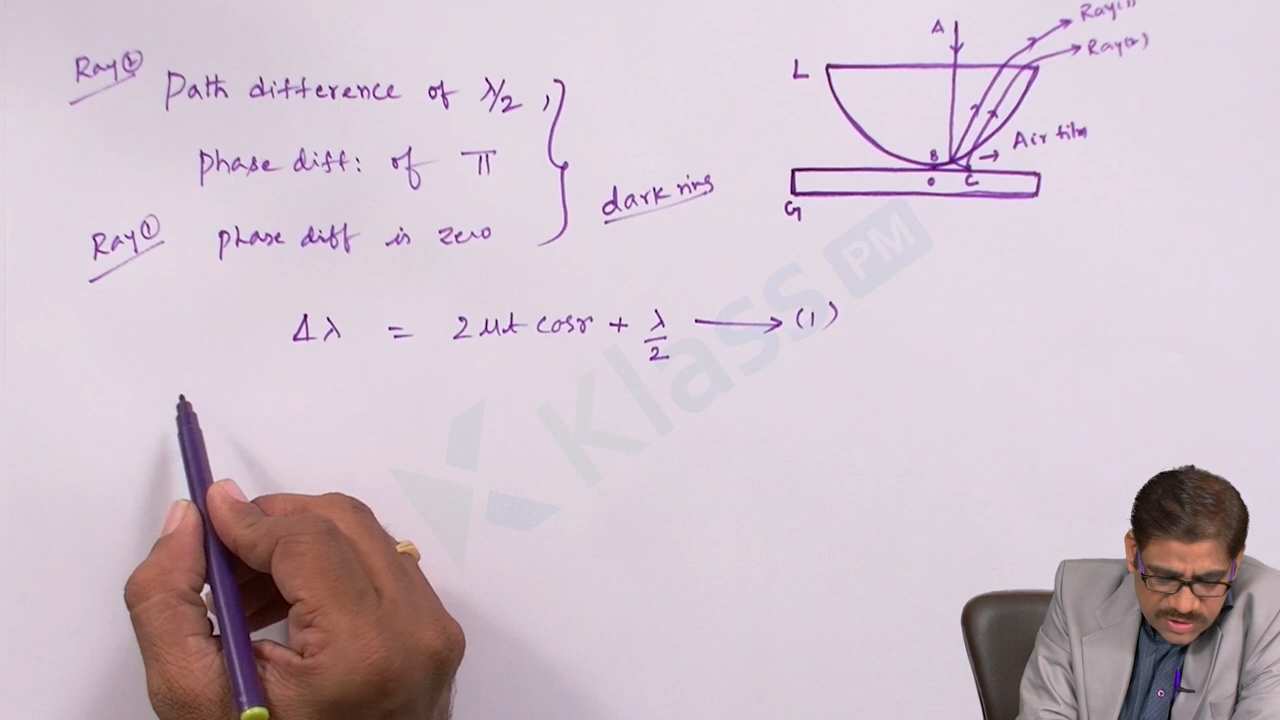 Ray②
Path difference of λ/2,
phase diff: of π
Ray①
phase diff is zero
dark ring
Δλ = 2μt cosr + λ/2 ⟶ (1)
A
Ray(1)
Ray(2)
L
Air film
B
O
C
G
Klass PM